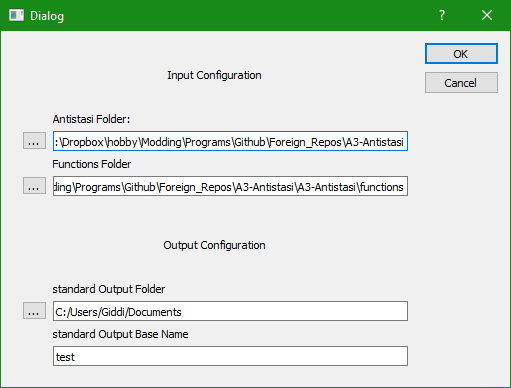 Dialog
?
OK
Input Configuration
Cancel
Antistasi Folder:
... :\Dropbox\hobby\Modding\Programs\Github\Foreign_Repos\A3-Antistasi
Functions Folder
... ding\Programs\Github\Foreign_Repos\A3-Antistasi\A3-Antistasi\functions
Output Configuration
standard Output Folder
... C:/Users/Giddi/Documents
standard Output Base Name
test